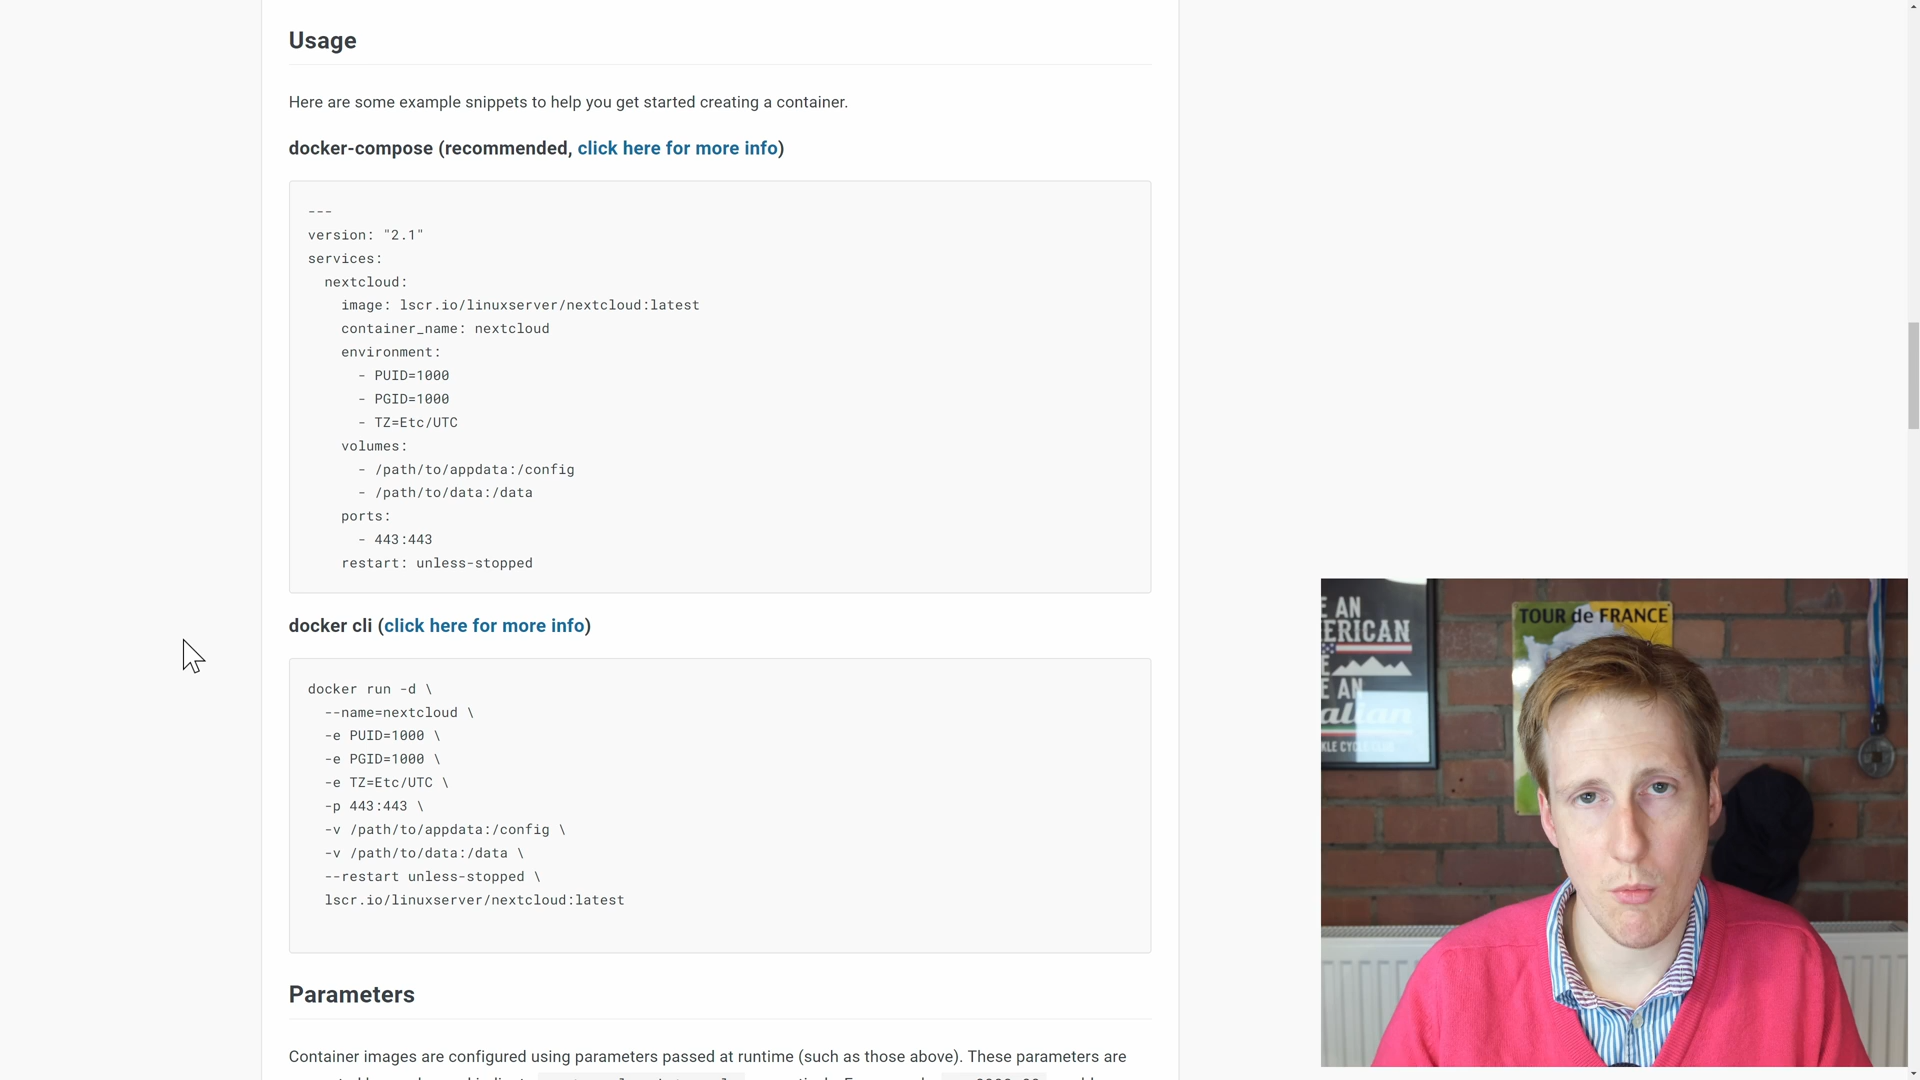 Usage
Here are some example snippets to help you get started creating a container.
docker-compose (recommended, click here for more info)
---
version: "2.1"
services:
  nextcloud:
    image: lscr.io/linuxserver/nextcloud:latest
    container_name: nextcloud
    environment:
      - PUID=1000
      - PGID=1000
      - TZ=Etc/UTC
    volumes:
      - /path/to/appdata:/config
      - /path/to/data:/data
    ports:
      - 443:443
    restart: unless-stopped
docker cli (click here for more info)
docker run -d \
  --name=nextcloud \
  -e PUID=1000 \
  -e PGID=1000 \
  -e TZ=Etc/UTC \
  -p 443:443 \
  -v /path/to/appdata:/config \
  -v /path/to/data:/data \
  --restart unless-stopped \
  lscr.io/linuxserver/nextcloud:latest
Parameters
Container images are configured using parameters passed at runtime (such as those above). These parameters are
E AN
ERICAN
E
E AN
alian
KLE CYC
TOUR de FRANCE